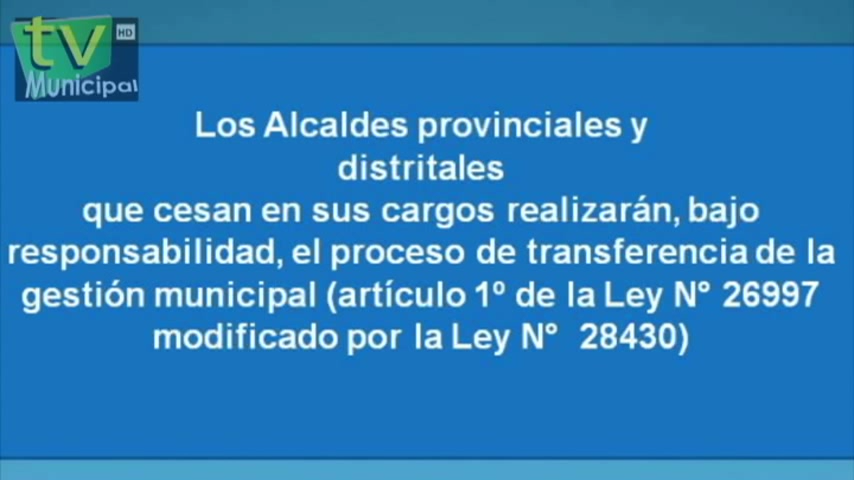 tv
HD
Municipal
Los Alcaldes provinciales y
distritales
que cesan en sus cargos realizarán, bajo
responsabilidad, el proceso de transferencia de la
gestión municipal (artículo 1º de la Ley N° 26997
modificado por la Ley N° 28430)